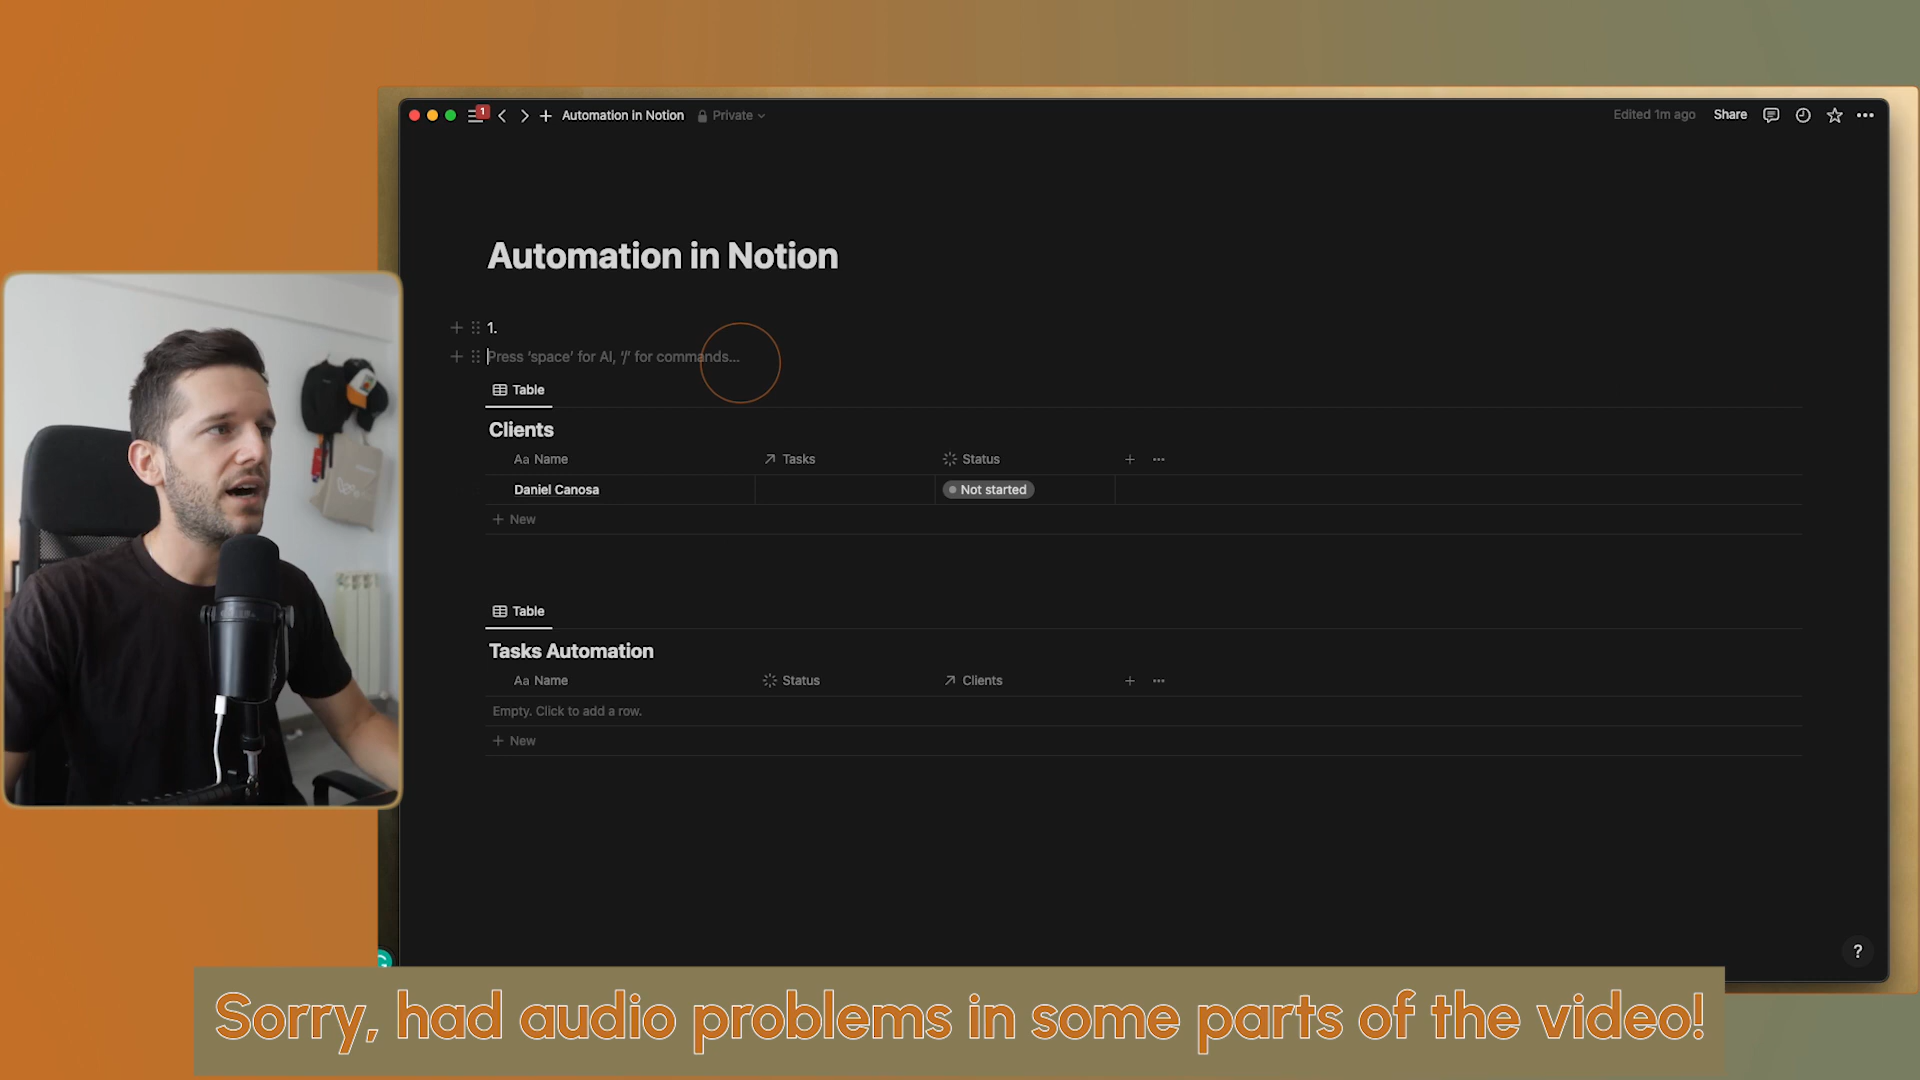 1
Automation in Notion
Private
Edited 1m ago
Share
Automation in Notion
1.
Press ‘space’ for AI, ‘/’ for commands...
Table
Clients
Aa Name
Tasks
Status
Daniel Canosa
Not started
New
Table
Tasks Automation
Aa Name
Status
Clients
Empty. Click to add a row.
New
?
Sorry, had audio problems in some parts of the video!